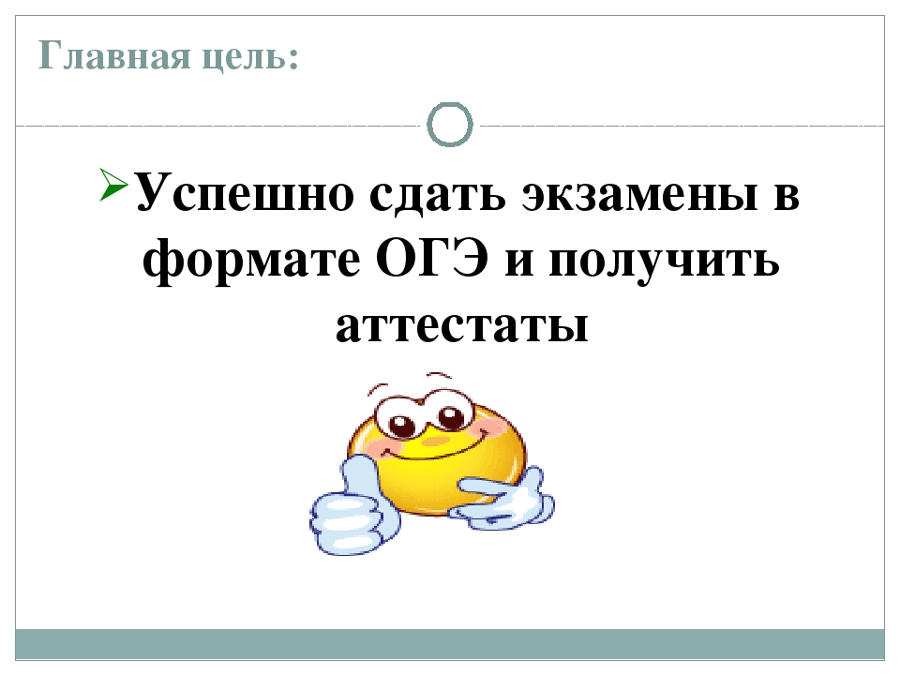 Главная цель:
Успешно сдать экзамены в
формате ОГЭ и получить
аттестаты